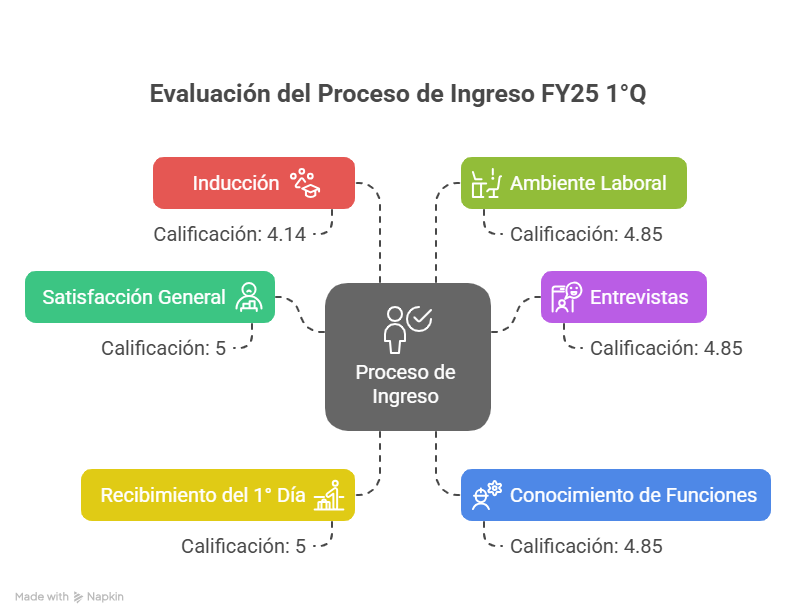 Evaluación del Proceso de Ingreso FY25 1°Q
Inducción
Calificación: 4.14
Ambiente Laboral
Calificación: 4.85
Satisfacción General
Calificación: 5
Entrevistas
Calificación: 4.85
Proceso de
Ingreso
Recibimiento del 1° Día
Calificación: 5
Conocimiento de Funciones
Calificación: 4.85
Made with Napkin